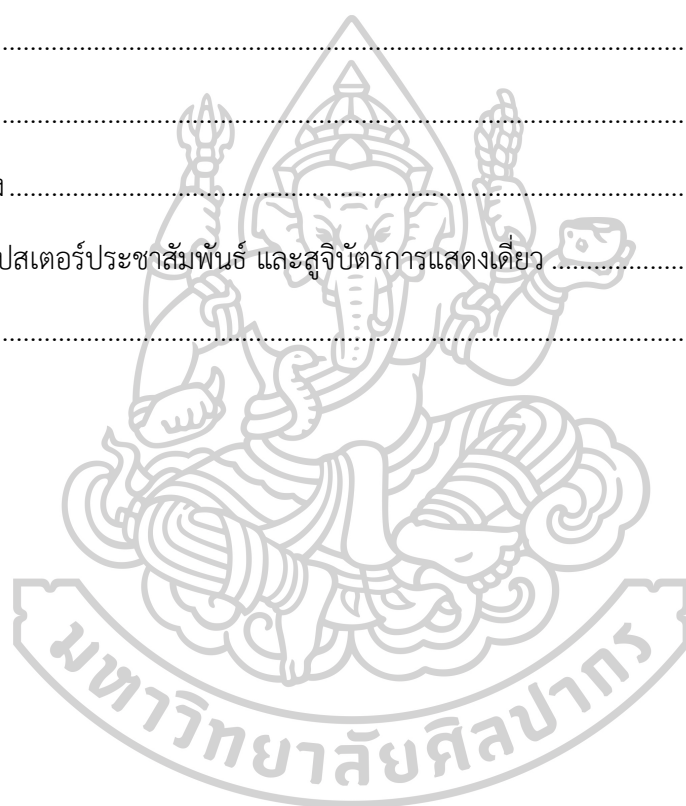 ........................................................................................................
........................................................................................................
ง ........................................................................................................
ปสเตอร์ประชาสัมพันธ์ และสูจิบัตรการแสดงเดี่ยว ....................
........................................................................................................
มหาวิทยาลัยศิลปากร